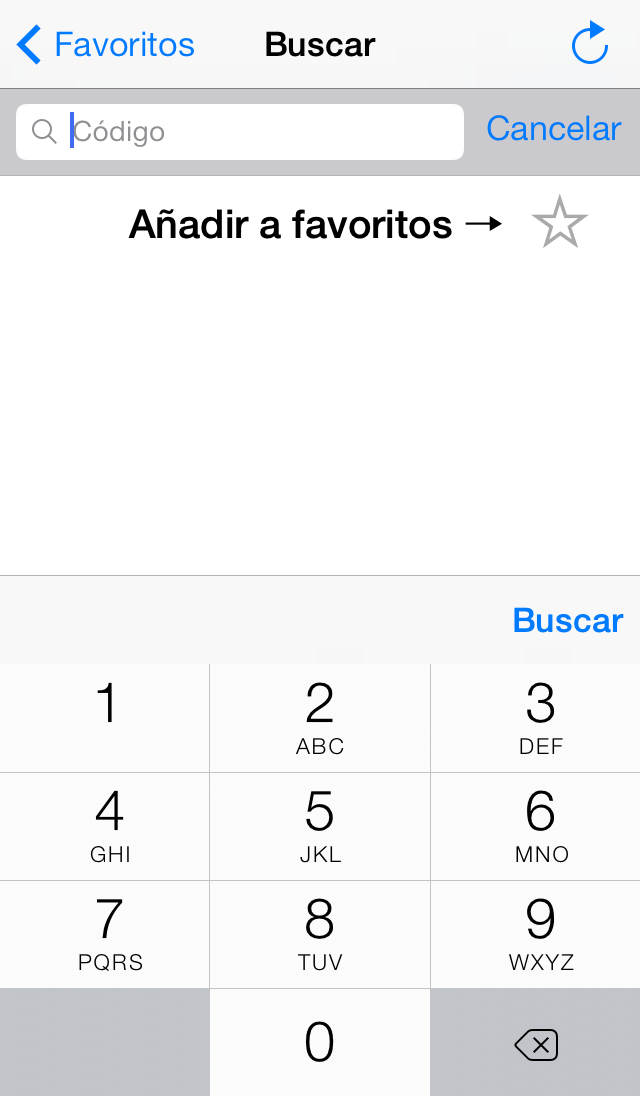 Favoritos Buscar
Código Cancelar
Añadir a favoritos →
Buscar
1 2 3
ABC DEF
4 5 6
GHI JKL MNO
7 8 9
PQRS TUV WXYZ
0